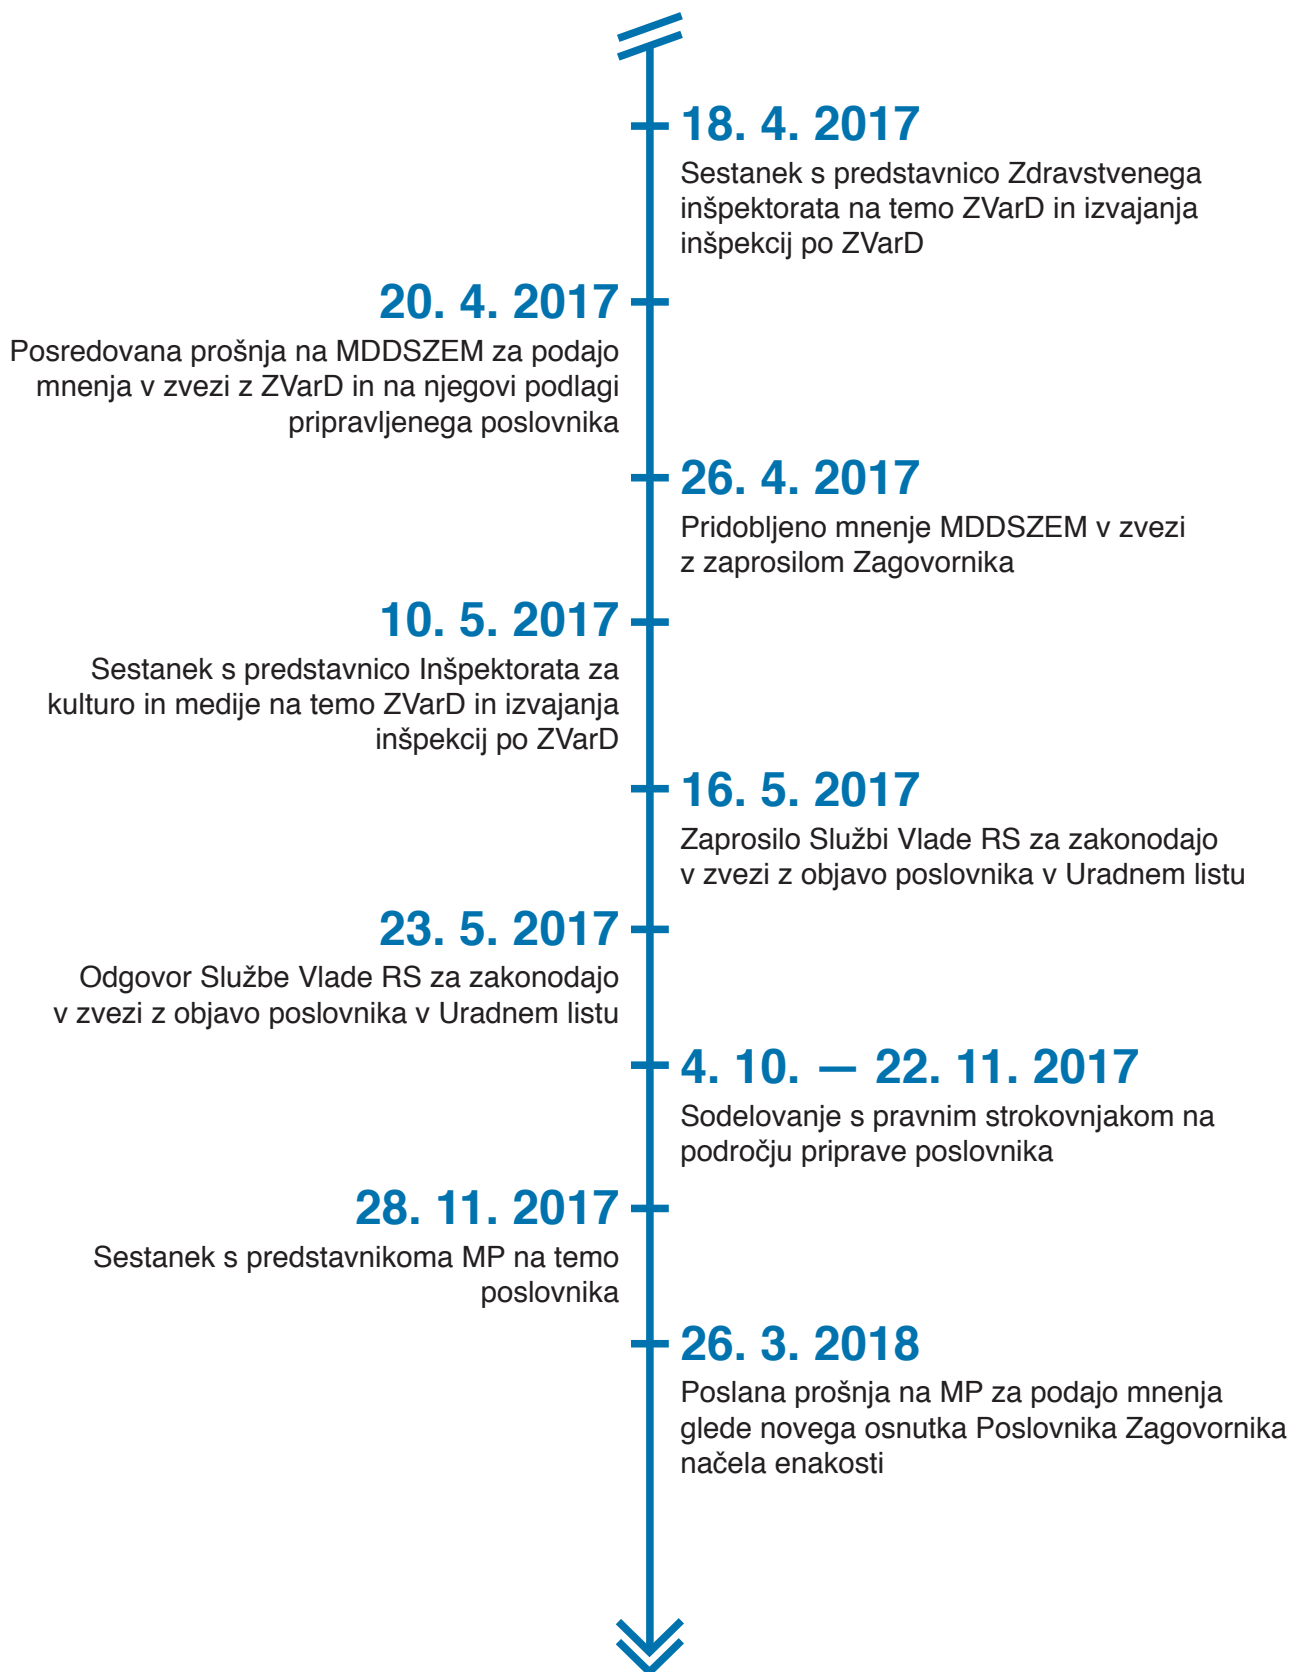 18. 4. 2017
Sestanek s predstavnico Zdravstvenega
inšpektorata na temo ZVarD in izvajanja
inšpekcij po ZVarD
20. 4. 2017
Posredovana prošnja na MDDSZEM za podajo
mnenja v zvezi z ZVarD in na njegovi podlagi
pripravljenega poslovnika
26. 4. 2017
Pridobljeno mnenje MDDSZEM v zvezi
z zaprosilom Zagovornika
10. 5. 2017
Sestanek s predstavnico Inšpektorata za
kulturo in medije na temo ZVarD in izvajanja
inšpekcij po ZVarD
16. 5. 2017
Zaprosilo Službi Vlade RS za zakonodajo
v zvezi z objavo poslovnika v Uradnem listu
23. 5. 2017
Odgovor Službe Vlade RS za zakonodajo
v zvezi z objavo poslovnika v Uradnem listu
4. 10. — 22. 11. 2017
Sodelovanje s pravnim strokovnjakom na
področju priprave poslovnika
28. 11. 2017
Sestanek s predstavnikoma MP na temo
poslovnika
26. 3. 2018
Poslana prošnja na MP za podajo mnenja
glede novega osnutka Poslovnika Zagovornika
načela enakosti